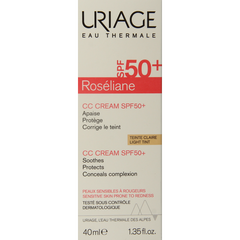 URIAGE
EAU THERMALE
SPF 50+
Roséliane
CC CREAM SPF50+
Apaise
Protège
Corrige le teint
TEINTE CLAIRE
LIGHT TINT
CC CREAM SPF50+
Soothes
Protects
Conceals complexion
PEAUX SENSIBLES À ROUGEURS
SENSITIVE SKIN PRONE TO REDNESS
TESTÉ SOUS CONTRÔLE
DERMATOLOGIQUE
URIAGE, L'EAU THERMALE DES ALPES
40ml℮ 1.35 fl.oz.